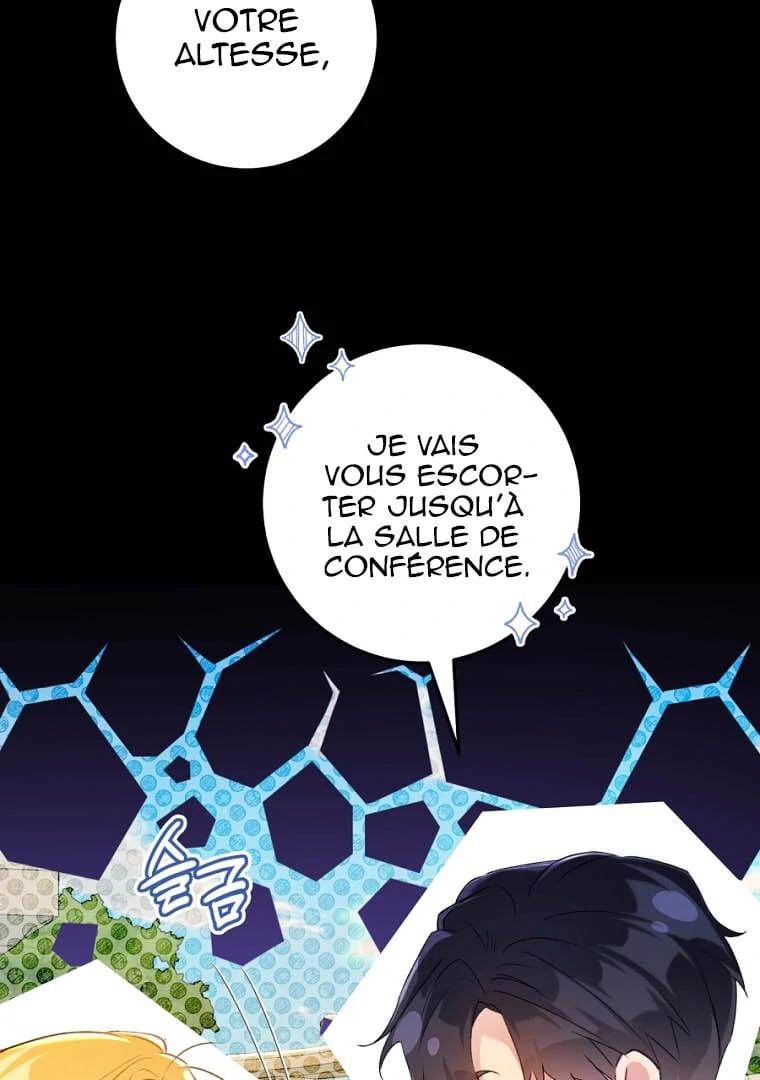 VOTRE
ALTESSE,
JE VAIS
VOUS ESCOR-
TER JUSQU'À
LA SALLE DE
CONFÉRENCE.
슬금